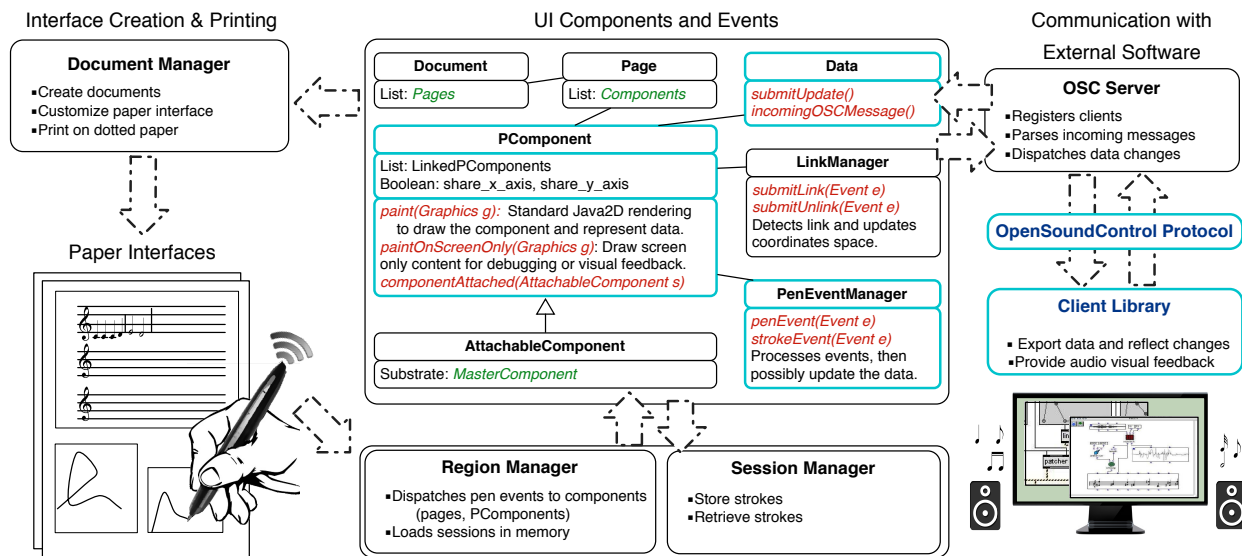 Interface Creation & Printing
Document Manager
▪Create documents
▪Customize paper interface
▪Print on dotted paper
Paper Interfaces
UI Components and Events
Document
List: Pages
Page
List: Components
Data
submitUpdate()
incomingOSCMessage()
PComponent
List: LinkedPComponents
Boolean: share_x_axis, share_y_axis
paint(Graphics g): Standard Java2D rendering
to draw the component and represent data.
paintOnScreenOnly(Graphics g): Draw screen
only content for debugging or visual feedback.
componentAttached(AttachableComponent s)
LinkManager
submitLink(Event e)
submitUnlink(Event e)
Detects link and updates
coordinates space.
PenEventManager
penEvent(Event e)
strokeEvent(Event e)
Processes events, then
possibly update the data.
AttachableComponent
Substrate: MasterComponent
Region Manager
▪Dispatches pen events to components
(pages, PComponents)
▪Loads sessions in memory
Session Manager
▪Store strokes
▪Retrieve strokes
Communication with
External Software
OSC Server
▪Registers clients
▪Parses incoming messages
▪Dispatches data changes
OpenSoundControl Protocol
Client Library
▪ Export data and reflect changes
▪Provide audio visual feedback
patcher